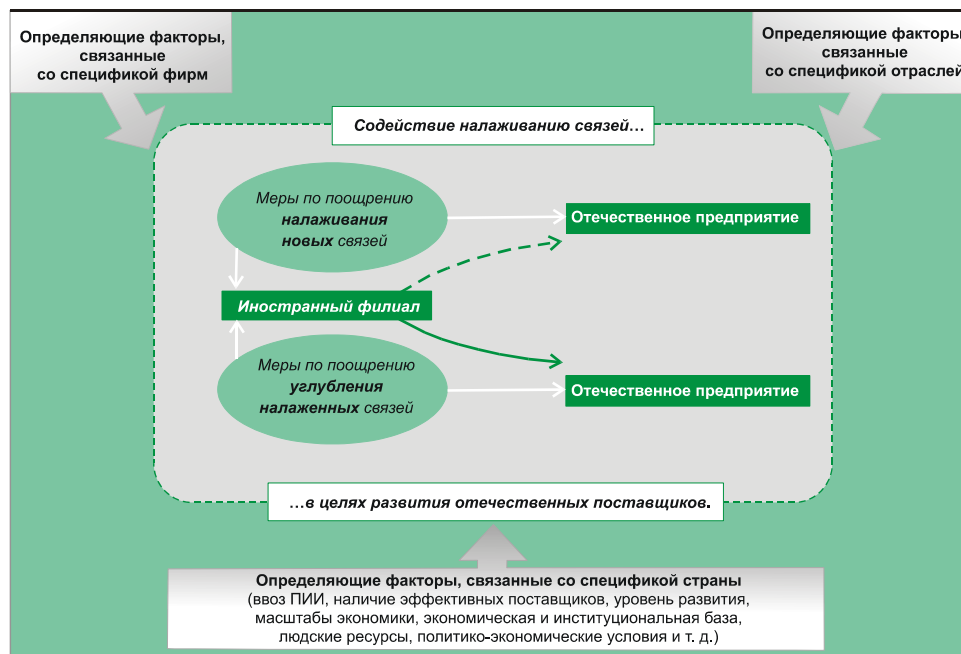 Определяющие факторы,
связанные
со спецификой фирм
Определяющие факторы
связанные
со спецификой отраслей
Содействие налаживанию связей…
Меры по поощрению
налаживания
новых связей
Отечественное предприятие
Иностранный филиал
Меры по поощрению
углубления
налаженных связей
Отечественное предприятие
…в целях развития отечественных поставщиков.
Определяющие факторы, связанные со спецификой страны
(ввоз ПИИ, наличие эффективных поставщиков, уровень развития,
масштабы экономики, экономическая и институциональная база,
людские ресурсы, политико-экономические условия и т. д.)